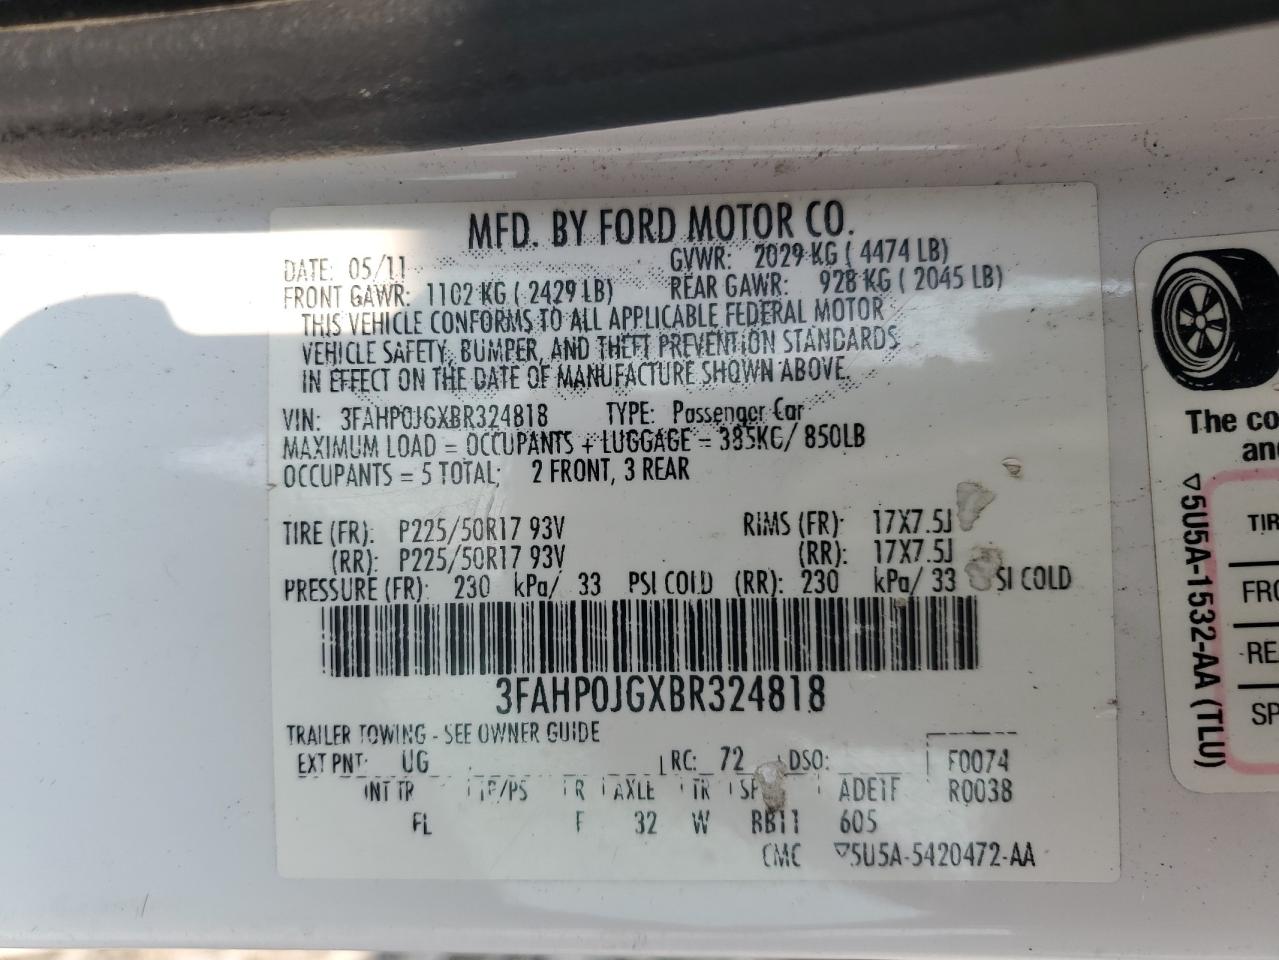 MFD. BY FORD MOTOR CO.
DATE: 05/11 GVWR: 2029 KG ( 4474 LB)
FRONT GAWR: 1102 KG ( 2429 LB) REAR GAWR: 928 KG ( 2045 LB)
THIS VEHICLE CONFORMS TO ALL APPLICABLE FEDERAL MOTOR
VEHICLE SAFETY, BUMPER, AND THEFT PREVENTION STANDARDS
IN EFFECT ON THE DATE OF MANUFACTURE SHOWN ABOVE.
VIN: 3FAHP0JGXBR324818 TYPE: Passenger Car
MAXIMUM LOAD = OCCUPANTS + LUGGAGE = 385KG/ 850LB
OCCUPANTS = 5 TOTAL; 2 FRONT, 3 REAR
TIRE (FR): P225/50R17 93V RIMS (FR): 17X7.5J
(RR): P225/50R17 93V (RR): 17X7.5J
PRESSURE (FR): 230 kPa/ 33 PSI COLD (RR): 230 kPa/ 33 SI COLD
3FAHP0JGXBR324818
TRAILER TOWING - SEE OWNER GUIDE
EXT PNT: UG RC: 72 DSO: F0074
INT TR TP/PS R AXLE TR ADE1F R0038
FL F 32 W BB11 605
CMC ▽5U5A-5420472-AA
The co
an
▽5U5A-1532-AA (TLU)
TIR
FRO
RE
SP